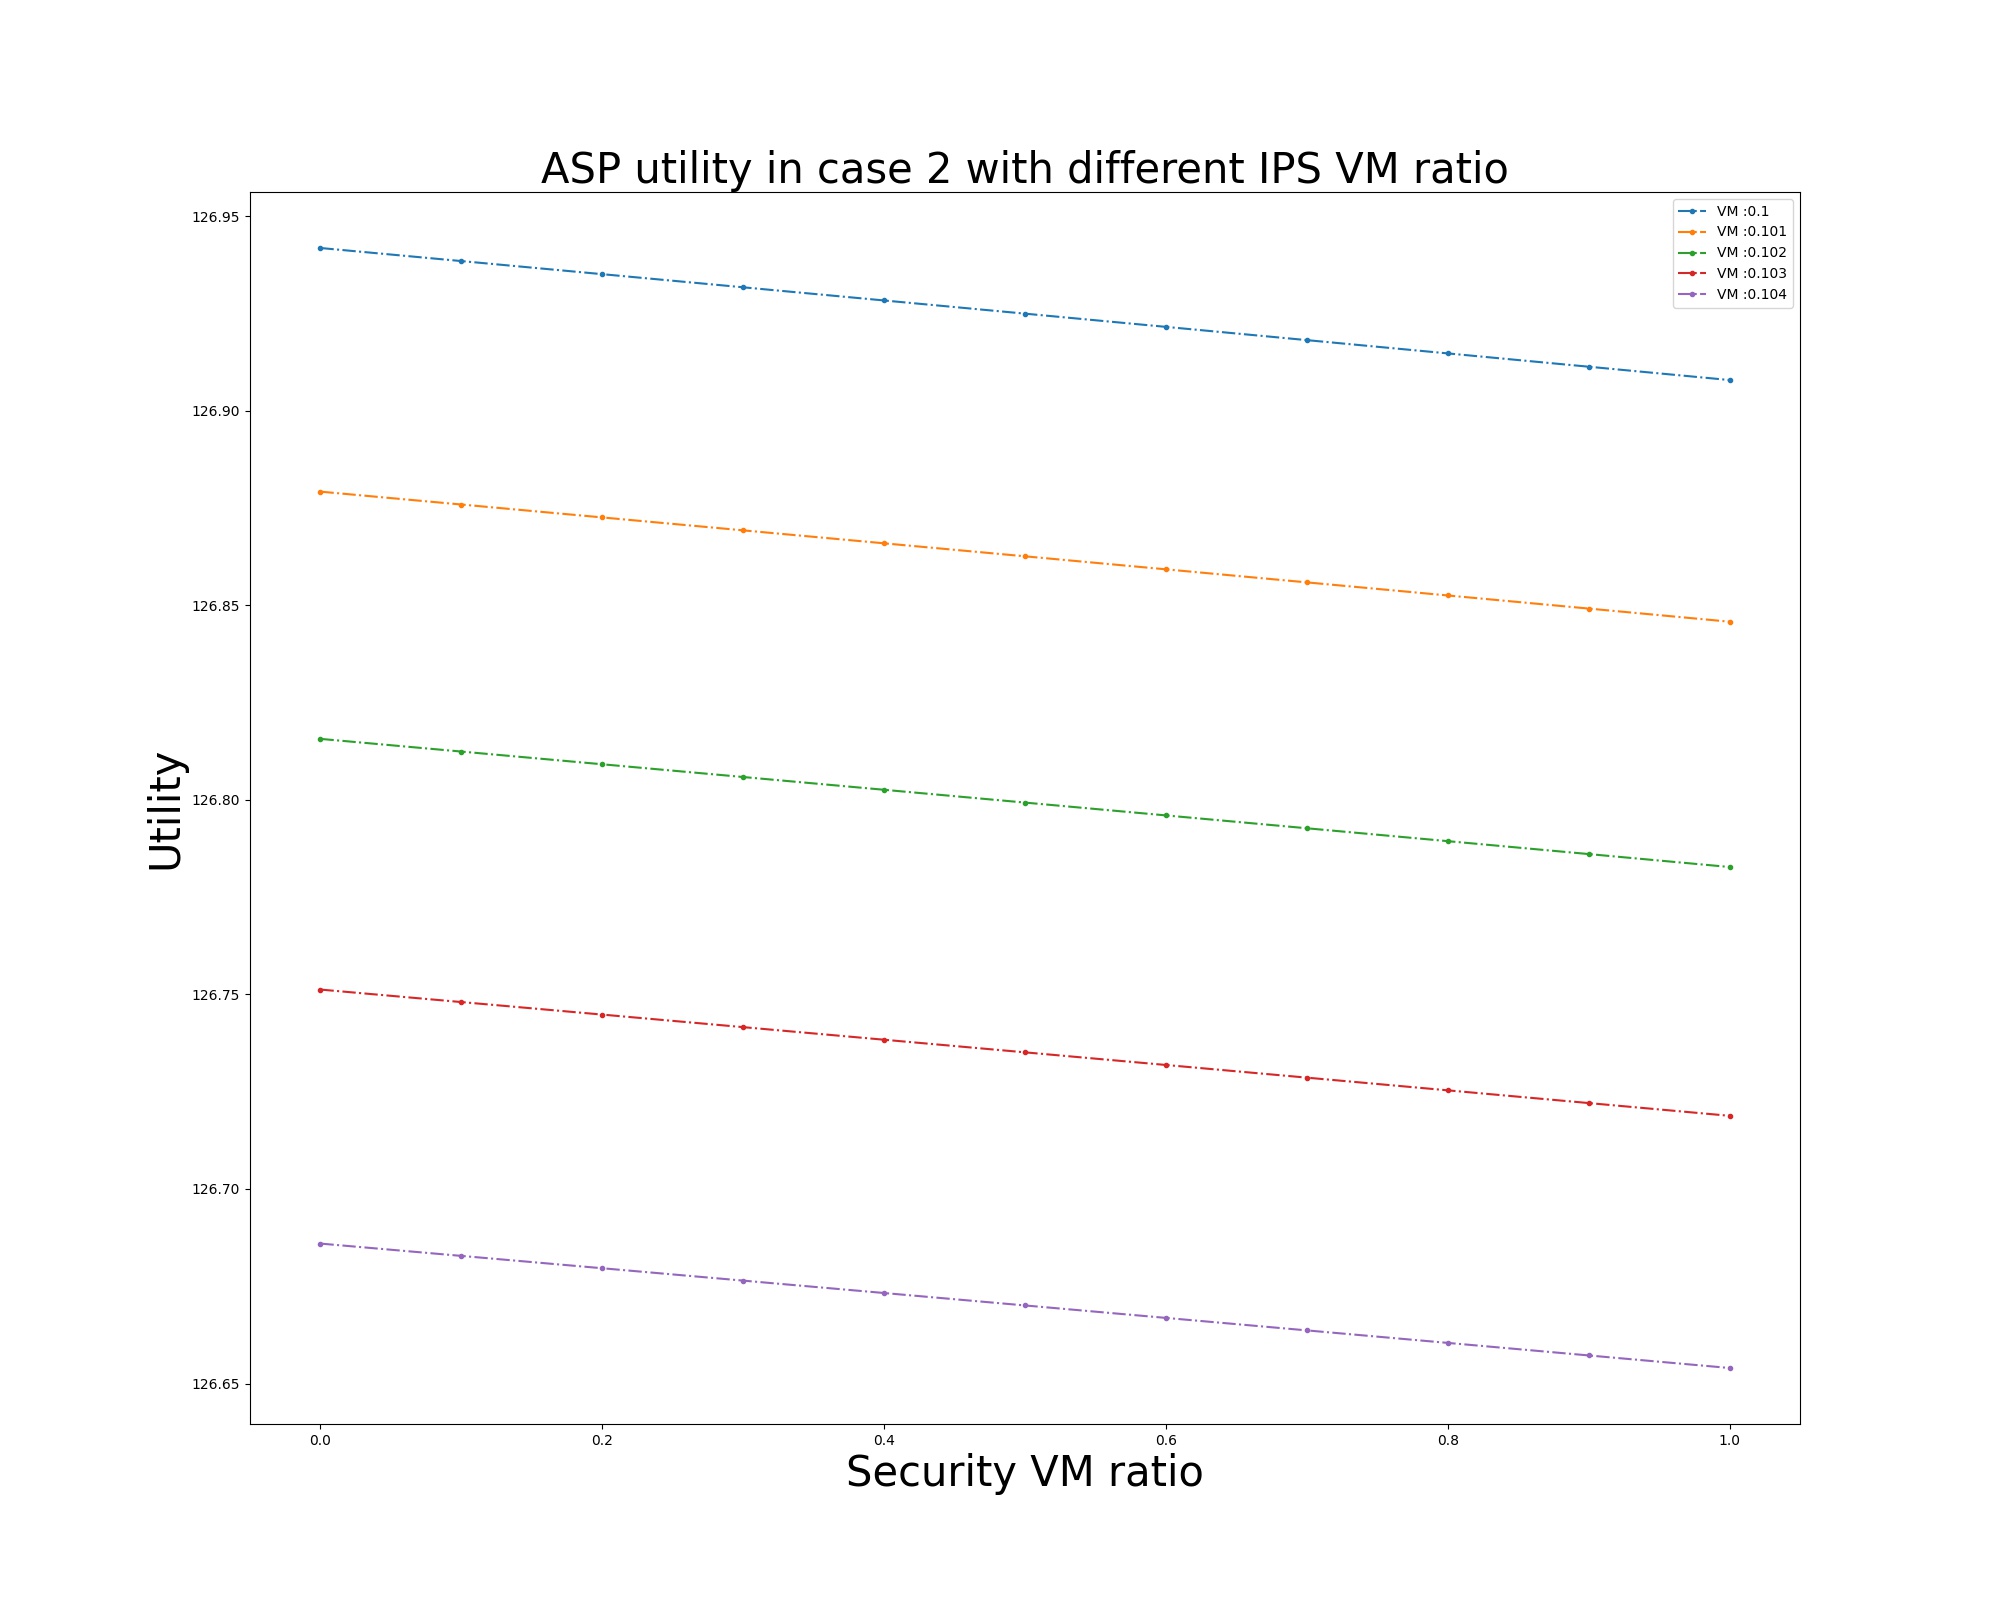 ASP utility in case 2 with different IPS VM ratio
VM :0.1
VM :0.101
VM :0.102
VM :0.103
VM :0.104
Utility
126.95
126.90
126.85
126.80
126.75
126.70
126.65
0.0 0.2 0.4 0.6 0.8 1.0
Security VM ratio